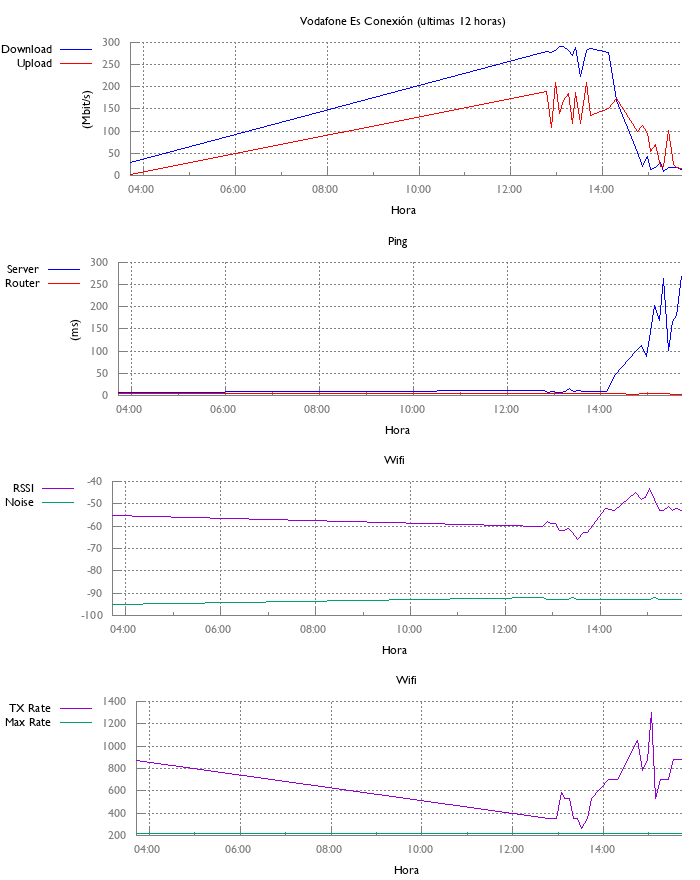 Vodafone Es Conexión (ultimas 12 horas)
Download
Upload
300
250
200
150
100
50
0
(Mbit/s)
04:00 06:00 08:00 10:00 12:00 14:00
Hora
Ping
Server
Router
300
250
200
150
100
50
0
(ms)
04:00 06:00 08:00 10:00 12:00 14:00
Hora
Wifi
RSSI
Noise
-40
-50
-60
-70
-80
-90
-100
04:00 06:00 08:00 10:00 12:00 14:00
Hora
Wifi
TX Rate
Max Rate
1400
1200
1000
800
600
400
200
04:00 06:00 08:00 10:00 12:00 14:00
Hora